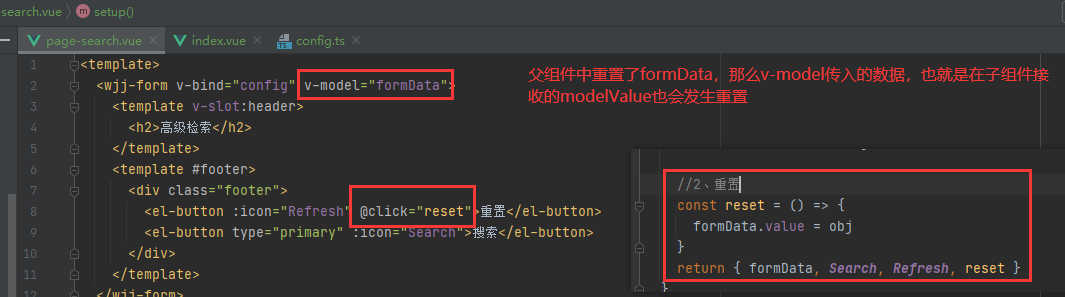 -search.vue 〉 m setup()
page-search.vue × index.vue × config.ts ×
1 <template>
2 <wjj-form v-bind="config" v-model="formData">
3 <template v-slot:header>
4 <h2>高级检索</h2>
5 </template>
6 <template #footer>
7 <div class="footer">
8 <el-button :icon="Refresh" @click="reset">重置</el-button>
9 <el-button type="primary" :icon="Search">搜索</el-button>
10 </div>
11 </template>
12 </wjj-form>
父组件中重置了formData，那么v-model传入的数据，也就是在子组件接
收的modelValue也会发生重置
//2、重置
const reset = () => {
formData.value = obj
}
return { formData, Search, Refresh, reset }
}